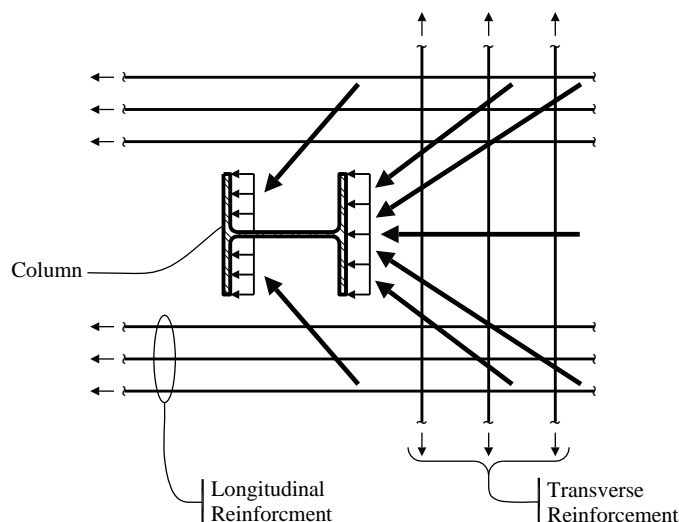 Column
Longitudinal
Reinforcment
Transverse
Reinforcement